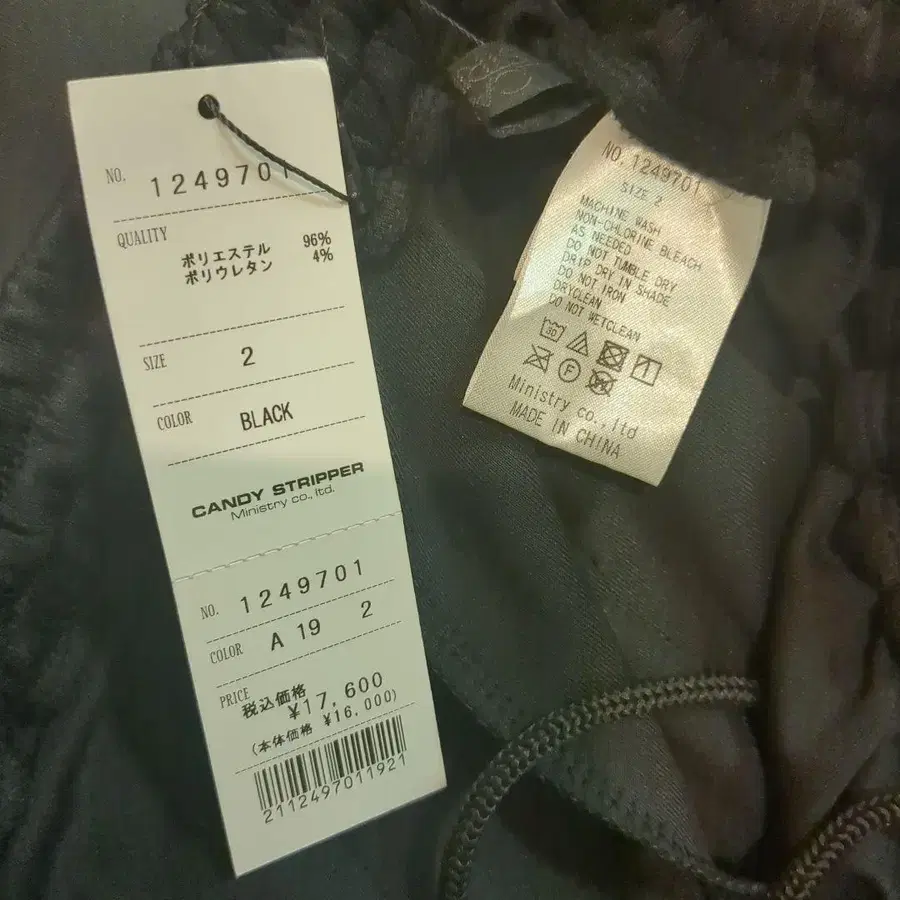 NO. 1249701
QUALITY
ポリエステル 96%
ポリウレタン 4%
SIZE 2
COLOR BLACK
CANDY STRIPPER
Ministry co., ltd.
NO. 1249701
COLOR A 19 2
PRICE
税込価格
¥17,600
(本体価格 ¥16,000)
2112497011921
NO. 1249701
SIZE 2
MACHINE WASH
NON-CHLORINE BLEACH
AS NEEDED
DO NOT TUMBLE DRY
DRIP DRY IN SHADE
DO NOT IRON
DRYCLEAN
DO NOT WETCLEAN
30
F
Ministry co.,ltd
MADE IN CHINA